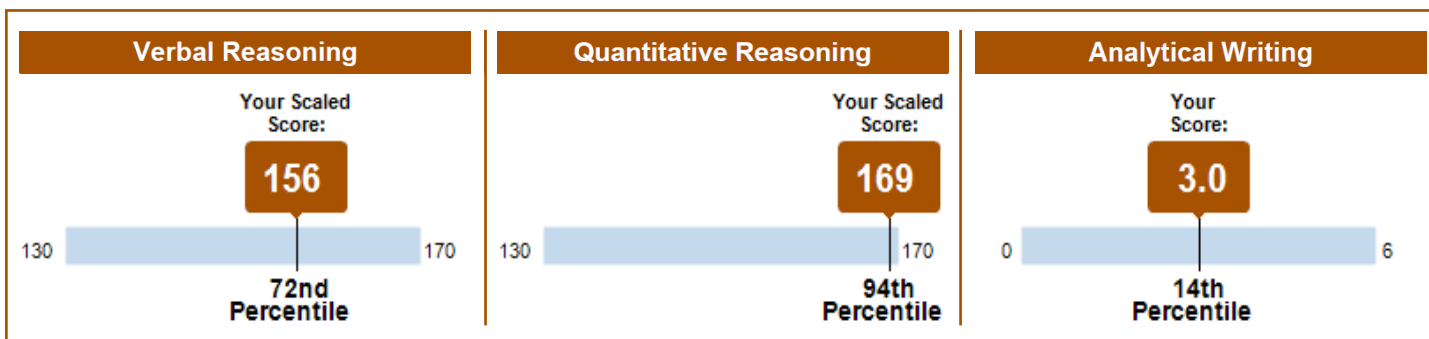 Verbal Reasoning
Your Scaled
Score:
156
130
170
72nd
Percentile
Quantitative Reasoning
Your Scaled
Score:
169
130
170
94th
Percentile
Analytical Writing
Your
Score:
3.0
0
6
14th
Percentile